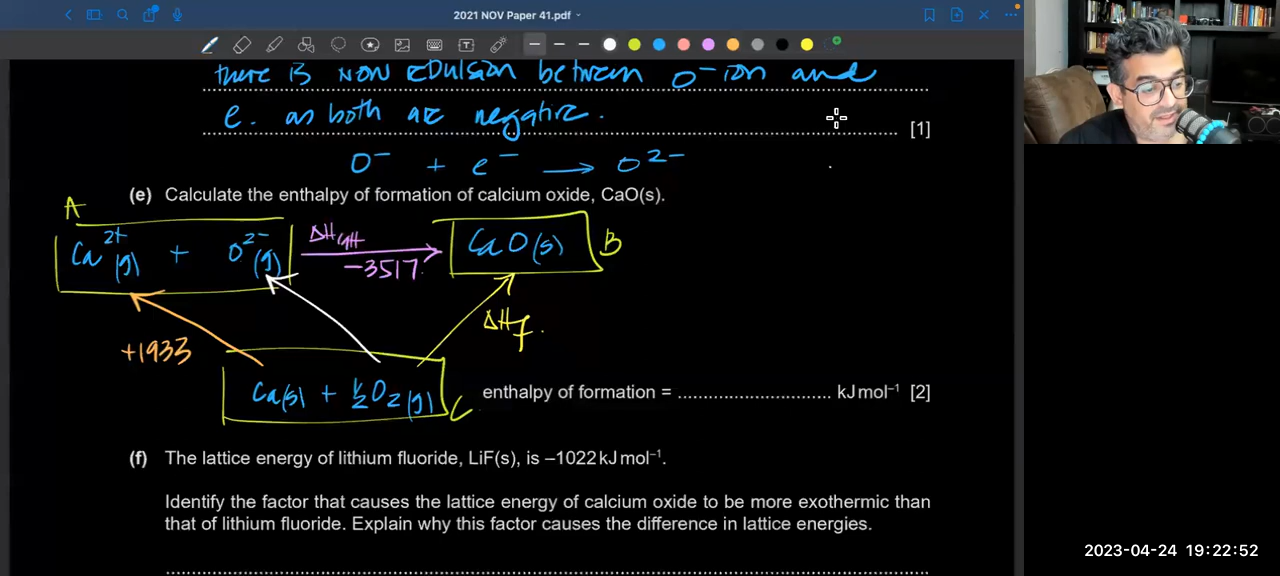 2021 NOV Paper 41.pdf
there is NON repulsion between O⁻ ion and
e. as both are negative.
[1]
O⁻ + e⁻ → O²⁻
(e) Calculate the enthalpy of formation of calcium oxide, CaO(s).
A
Ca²⁺(g) + O²⁻(g)
ΔH
-3517
CaO(s) B
+1933
ΔHf.
Ca(s) + ½O₂(g) C
enthalpy of formation = .............................. kJ mol⁻¹ [2]
(f) The lattice energy of lithium fluoride, LiF(s), is –1022 kJ mol⁻¹.
Identify the factor that causes the lattice energy of calcium oxide to be more exothermic than
that of lithium fluoride. Explain why this factor causes the difference in lattice energies.
2023-04-24 19:22:52